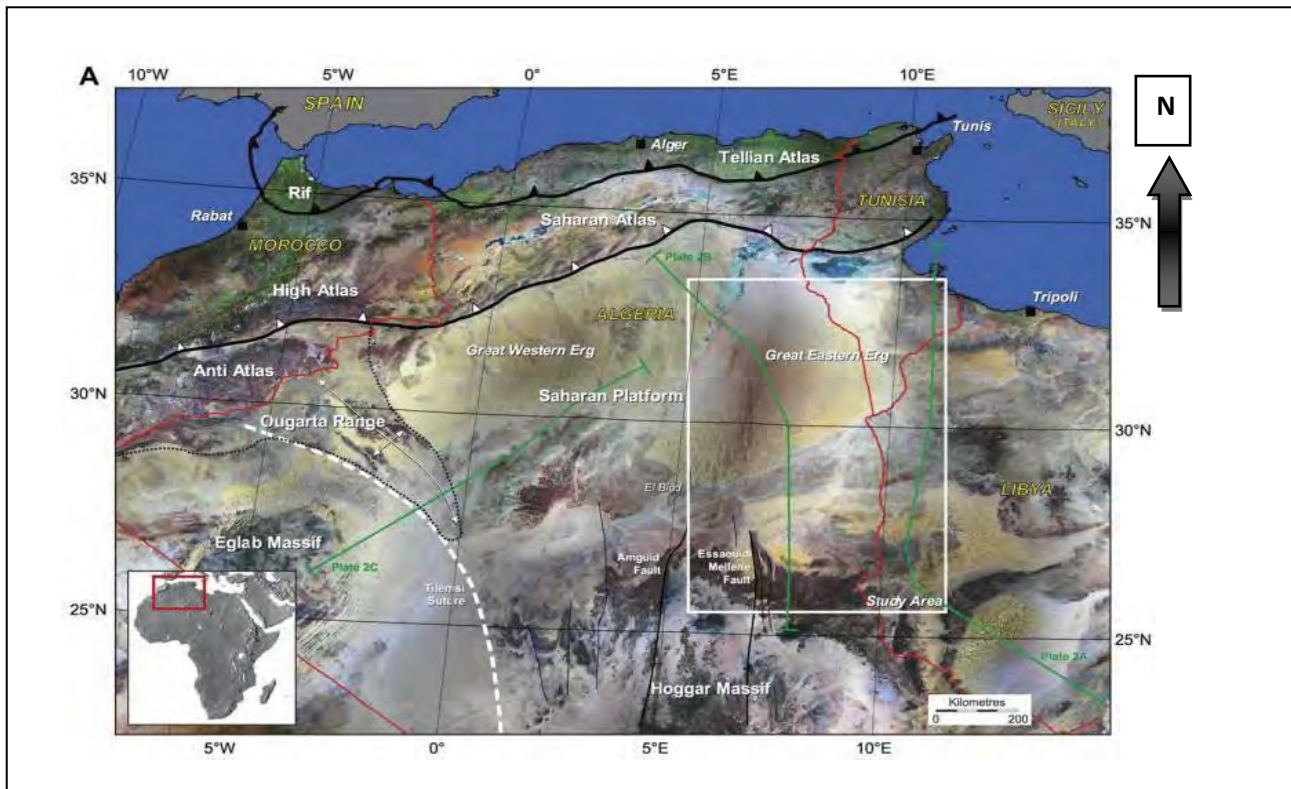 A
10°W
5°W
0°
5°E
10°E
N
SPAIN
SICILY
(ITALY)
Tunis
Alger
Tellian Atlas
35°N
Rif
TUNISIA
Rabat
Saharan Atlas
35°N
MOROCCO
Plate 2B
High Atlas
Tripoli
ALGERIA
Great Western Erg
Great Eastern Erg
Anti Atlas
30°N
Saharan Platform
Ougarta Range
30°N
El Biod
LIBYA
Eglab Massif
Amguid
Fault
Essaouid
Mellene
Fault
Plate 2C
Tilemsi
Suture
Study Area
25°N
25°N
Plate 2A
Hoggar Massif
Kilometres
0 200
5°W
0°
5°E
10°E